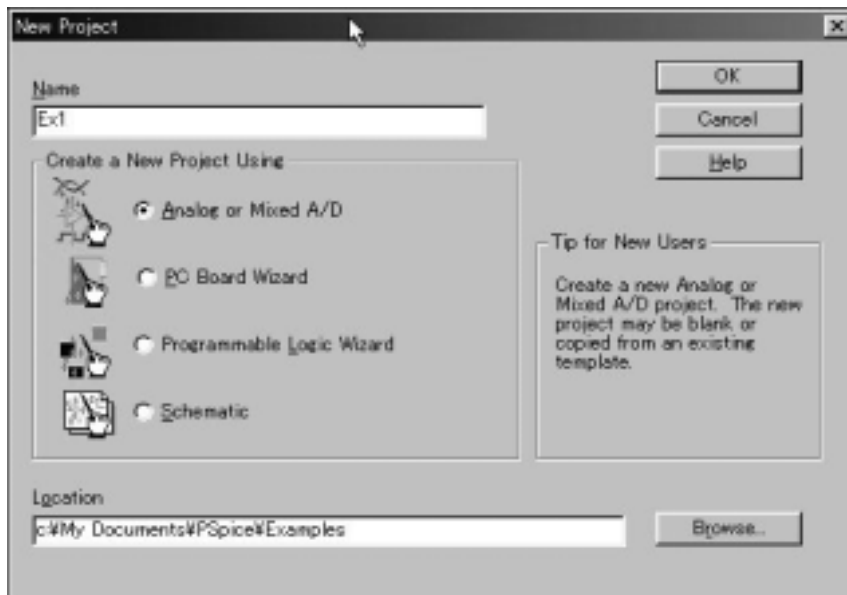 New Project
Name
Ex1
OK
Cancel
Help
Create a New Project Using
Analog or Mixed A/D
PC Board Wizard
Programmable Logic Wizard
Schematic
Tip for New Users
Create a new Analog or
Mixed A/D project. The new
project may be blank or
copied from an existing
template.
Location
c:¥My Documents¥PSpice¥Examples
Browse...